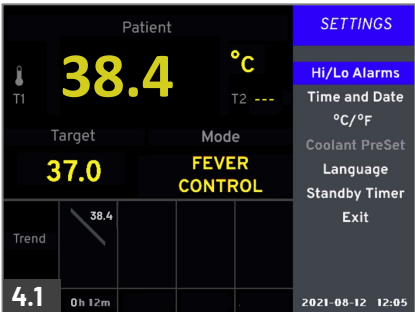 Patient
38.4
°C
T1
T2 ---
Target
Mode
37.0
FEVER
CONTROL
Trend
38.4
0h 12m
4.1
SETTINGS
Hi/Lo Alarms
Time and Date
°C/°F
Coolant PreSet
Language
Standby Timer
Exit
2021-08-12 12:05